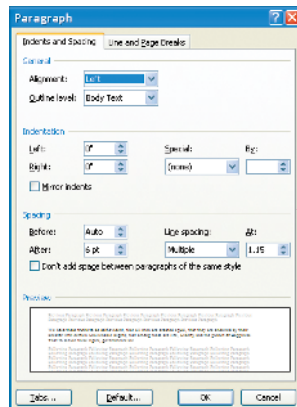 Paragraph
Indents and Spacing Line and Page Breaks
General
Alignment: Left
Outline level: Body Text
Indentation
Left: 0" Special: By:
Right: 0" (none)
Mirror indents
Spacing
Before: Auto Line spacing: At:
After: 6 pt Multiple 1.15
Don't add space between paragraphs of the same style
Preview
Tabs... Default... OK Cancel